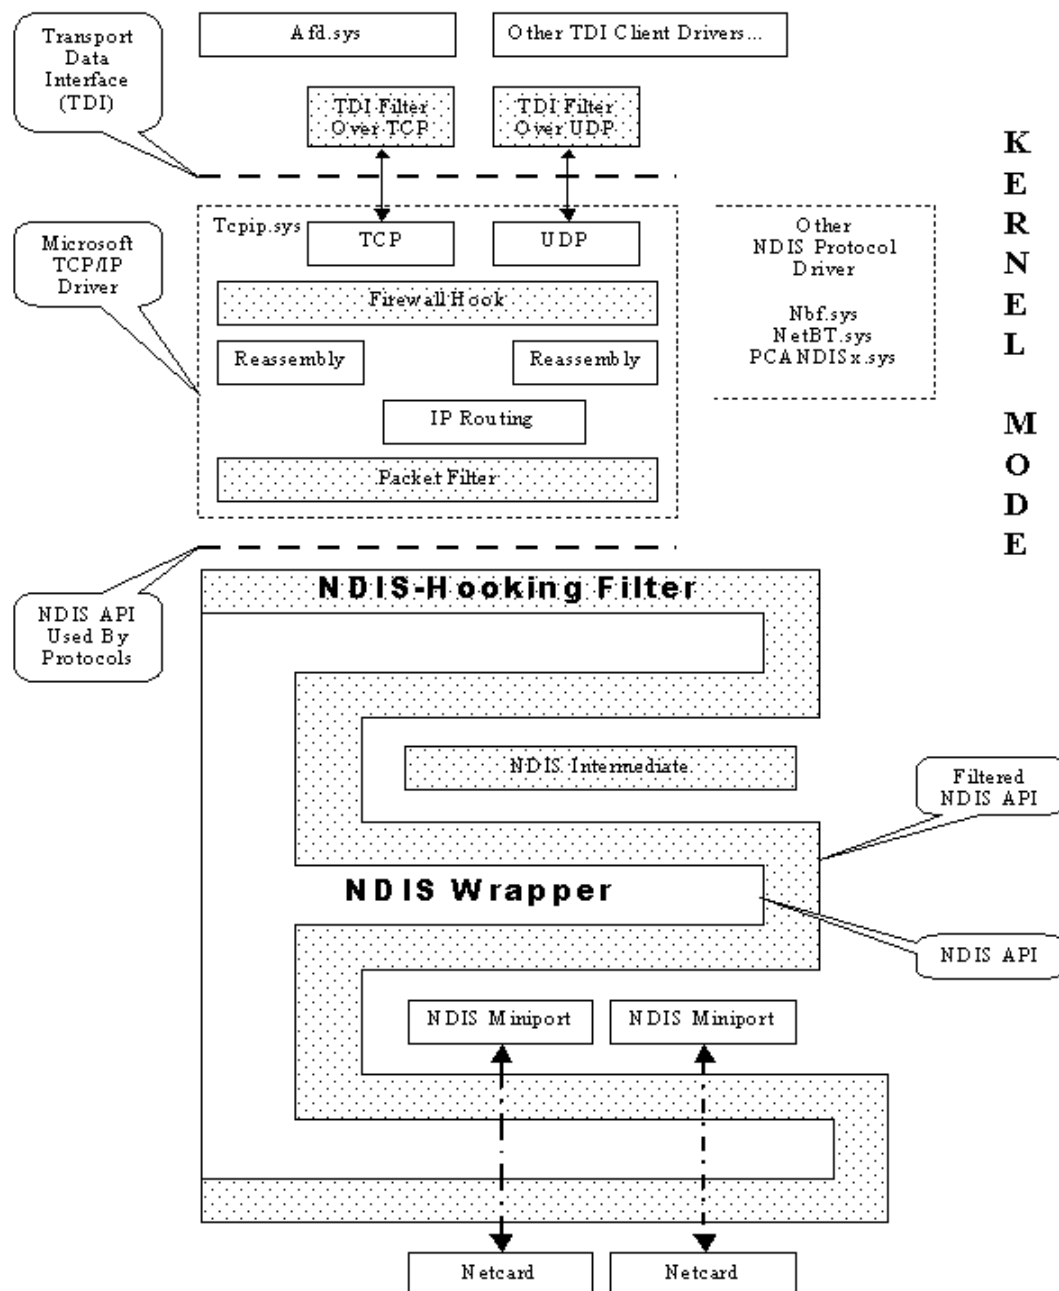 Transport
Data
Interface
(TDI)
Afd.sys
Other TDI Client Drivers...
TDI Filter
Over TCP
TDI Filter
Over UDP
Microsoft
TCP/IP
Driver
Tcpip.sys
TCP
UDP
Firewall Hook
Reassembly
Reassembly
IP Routing
Packet Filter
Other
NDIS Protocol
Driver
Nbf.sys
NetBT.sys
PCANDISx.sys
KERNEL MODE
NDIS API
Used By
Protocols
NDIS-Hooking Filter
NDIS Intermediate
Filtered
NDIS API
NDIS Wrapper
NDIS API
NDIS Miniport
NDIS Miniport
Netcard
Netcard